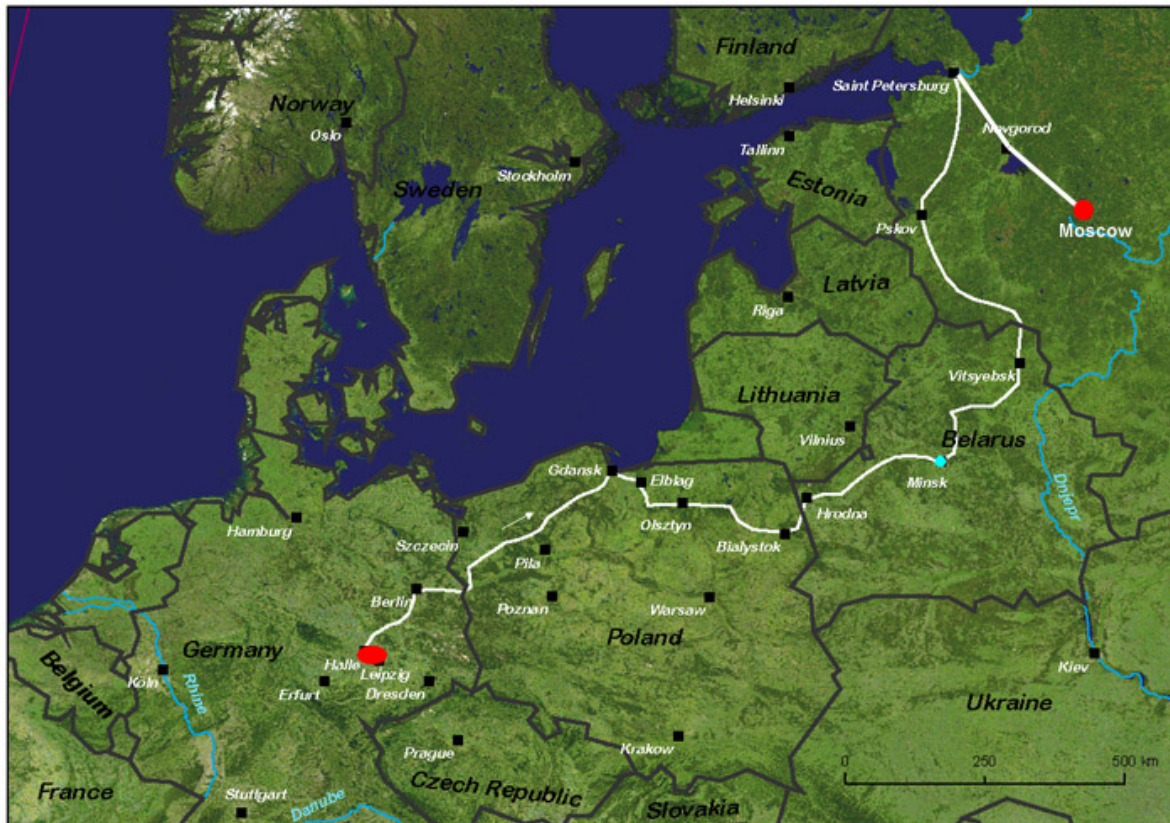 Finland
Saint Petersburg
Helsinki
Norway
Oslo
Novgorod
Tallinn
Stockholm
Sweden
Estonia
Pskov
Moscow
Latvia
Riga
Vitsyebsk
Lithuania
Vilnius
Belarus
Gdansk
Elblag
Minsk
Dnjepr
Hrodna
Olsztyn
Hamburg
Szczecin
Bialystok
Pila
Berlin
Poznan
Warsaw
Poland
Germany
Halle
Leipzig
Belgium
Köln
Rhine
Erfurt
Dresden
Kiev
Ukraine
Prague
Krakow
Czech Republic
0 250 500 km
France
Stuttgart
Danube
Slovakia